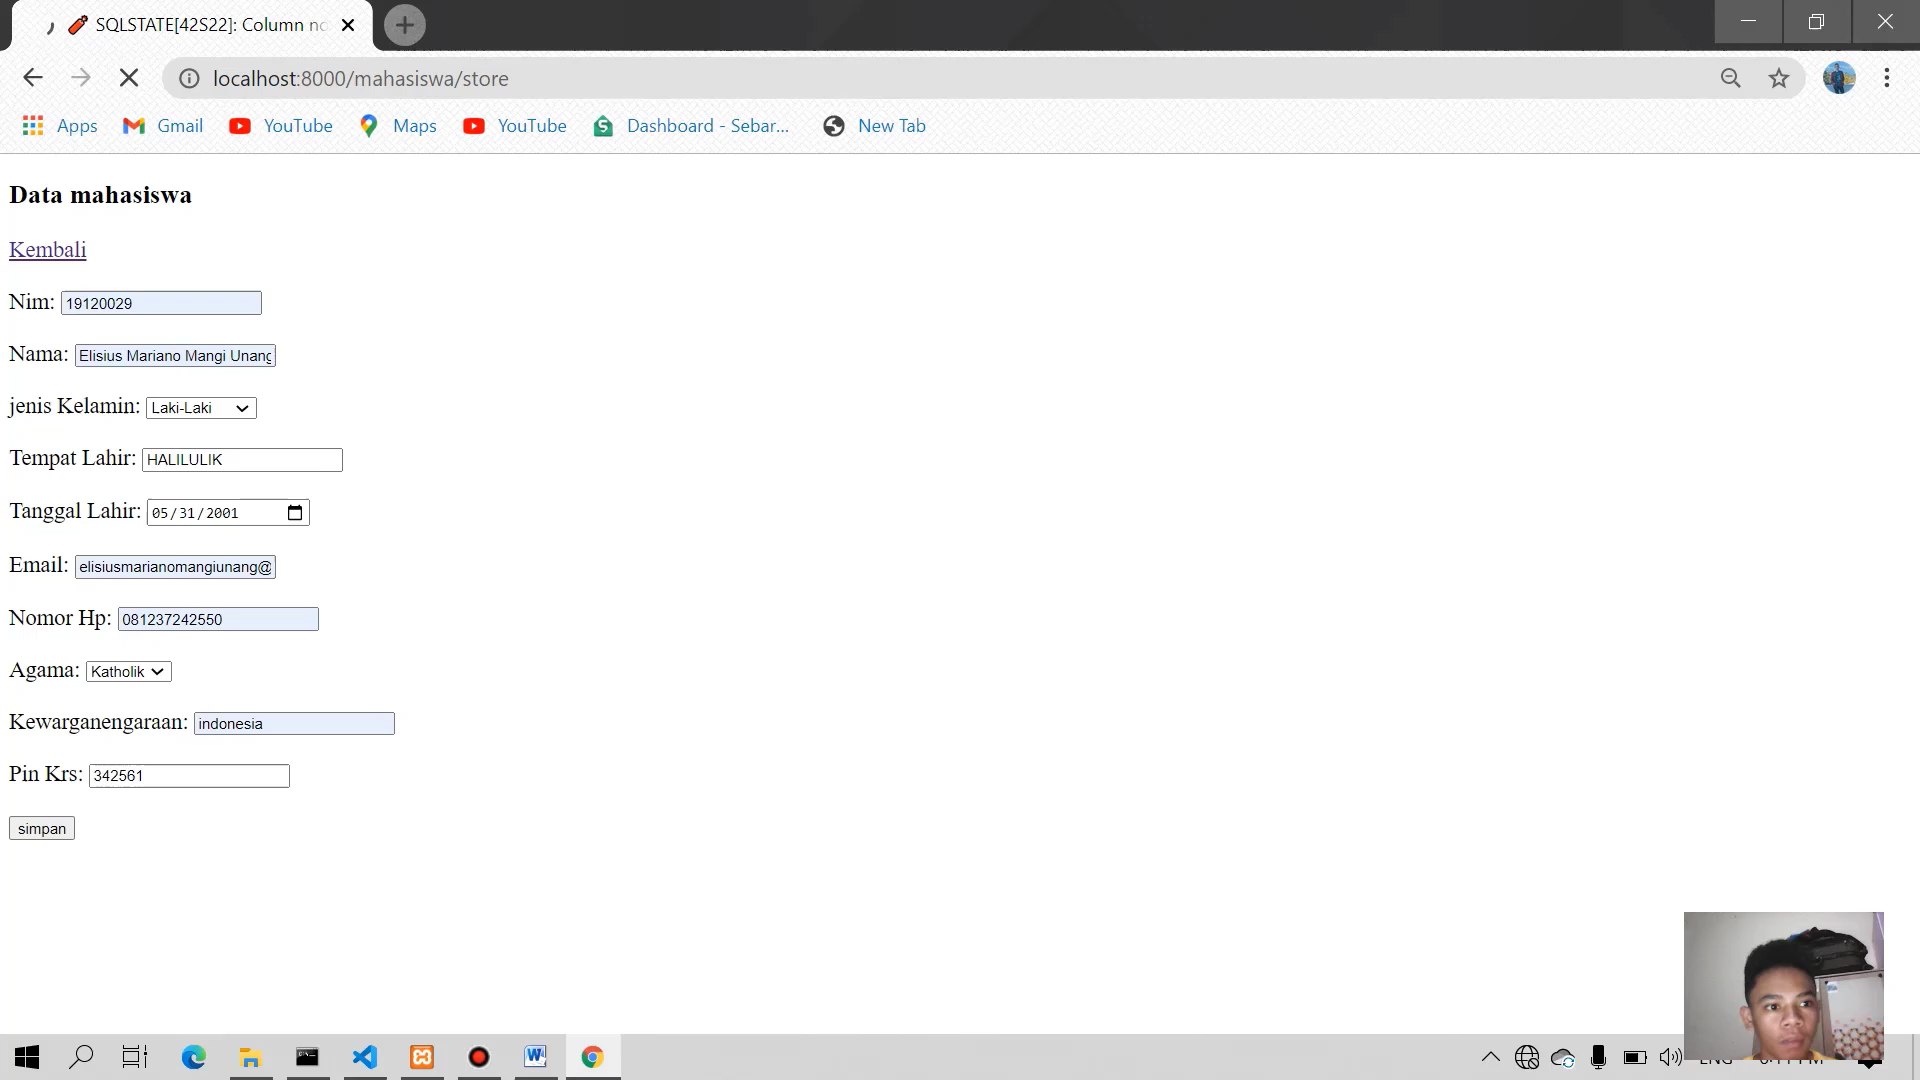 SQLSTATE[42S22]: Column no
localhost:8000/mahasiswa/store
Apps Gmail YouTube Maps YouTube Dashboard - Sebar... New Tab
Data mahasiswa
Kembali
Nim: 19120029
Nama: Elisius Mariano Mangi Unang
jenis Kelamin: Laki-Laki
Tempat Lahir: HALILULIK
Tanggal Lahir: 05/31/2001
Email: elisiusmarianomangiunang@
Nomor Hp: 081237242550
Agama: Katholik
Kewarganengaraan: indonesia
Pin Krs: 342561
simpan